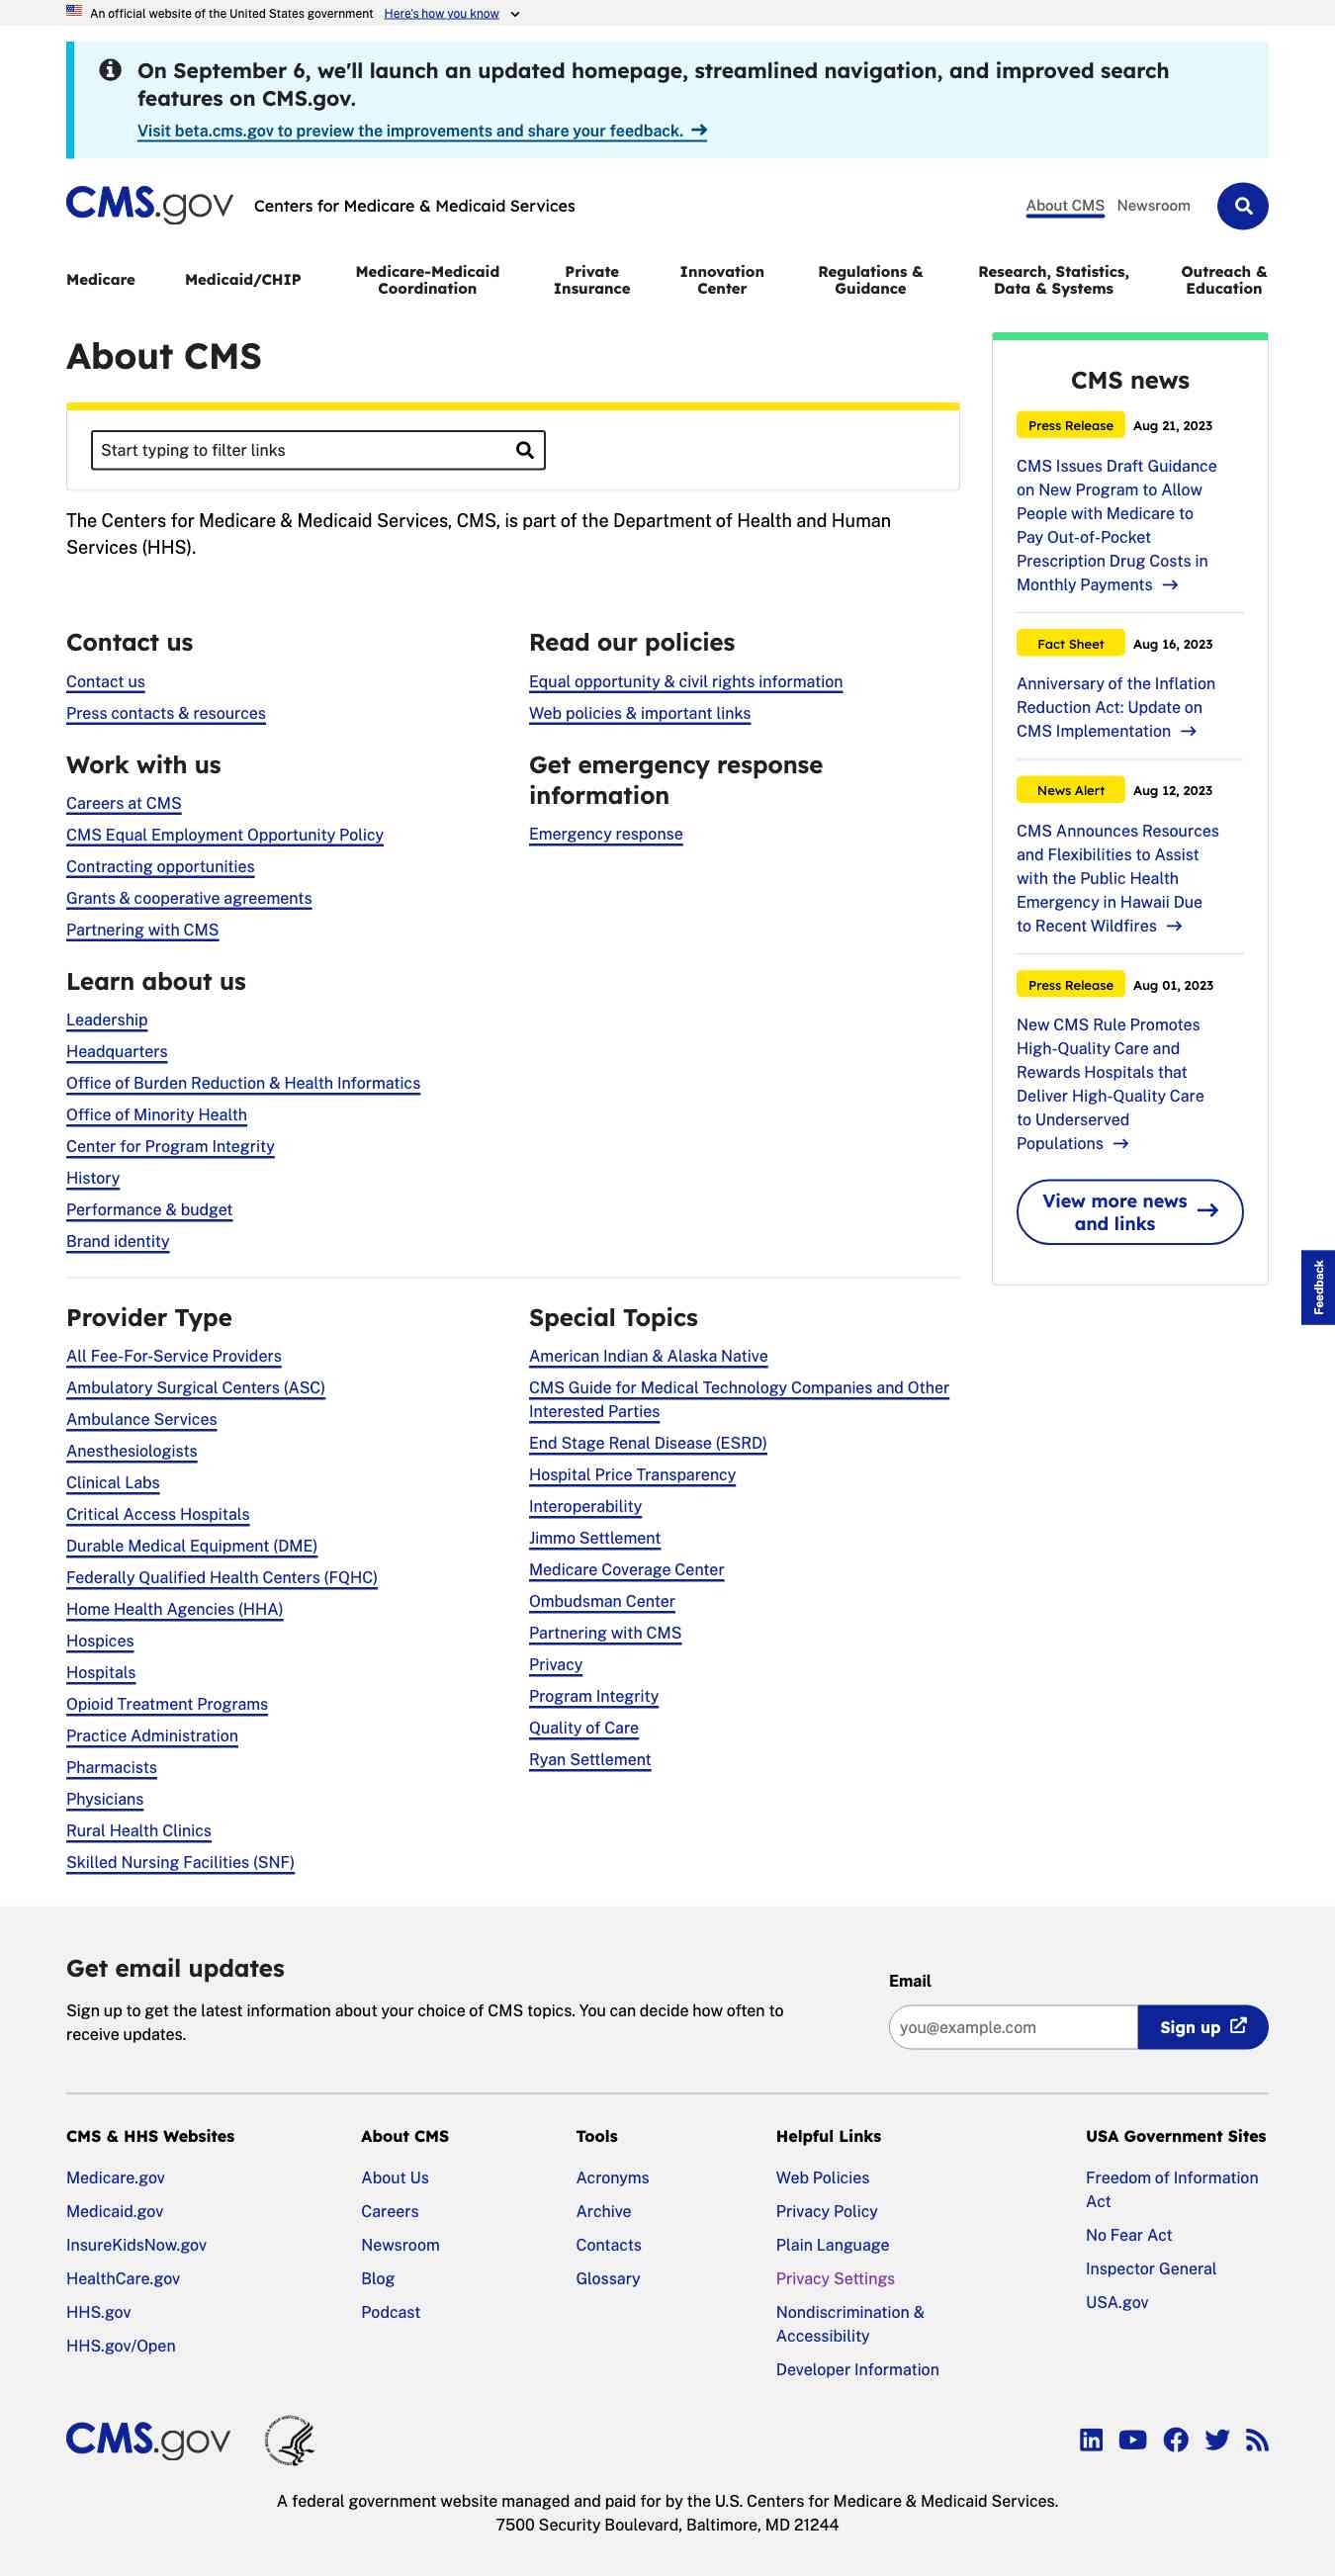 An official website of the United States government Here's how you know
On September 6, we'll launch an updated homepage, streamlined navigation, and improved search
features on CMS.gov.
Visit beta.cms.gov to preview the improvements and share your feedback.
CMS.gov Centers for Medicare & Medicaid Services
About CMS Newsroom
Medicare
Medicaid/CHIP
Medicare-Medicaid
Coordination
Private
Insurance
Innovation
Center
Regulations &
Guidance
Research, Statistics,
Data & Systems
Outreach &
Education
About CMS
Start typing to filter links
The Centers for Medicare & Medicaid Services, CMS, is part of the Department of Health and Human
Services (HHS).
Contact us
Contact us
Press contacts & resources
Work with us
Careers at CMS
CMS Equal Employment Opportunity Policy
Contracting opportunities
Grants & cooperative agreements
Partnering with CMS
Learn about us
Leadership
Headquarters
Office of Burden Reduction & Health Informatics
Office of Minority Health
Center for Program Integrity
History
Performance & budget
Brand identity
Read our policies
Equal opportunity & civil rights information
Web policies & important links
Get emergency response
information
Emergency response
Provider Type
All Fee-For-Service Providers
Ambulatory Surgical Centers (ASC)
Ambulance Services
Anesthesiologists
Clinical Labs
Critical Access Hospitals
Durable Medical Equipment (DME)
Federally Qualified Health Centers (FQHC)
Home Health Agencies (HHA)
Hospices
Hospitals
Opioid Treatment Programs
Practice Administration
Pharmacists
Physicians
Rural Health Clinics
Skilled Nursing Facilities (SNF)
Special Topics
American Indian & Alaska Native
CMS Guide for Medical Technology Companies and Other
Interested Parties
End Stage Renal Disease (ESRD)
Hospital Price Transparency
Interoperability
Jimmo Settlement
Medicare Coverage Center
Ombudsman Center
Partnering with CMS
Privacy
Program Integrity
Quality of Care
Ryan Settlement
CMS news
Press Release Aug 21, 2023
CMS Issues Draft Guidance
on New Program to Allow
People with Medicare to
Pay Out-of-Pocket
Prescription Drug Costs in
Monthly Payments
Fact Sheet Aug 16, 2023
Anniversary of the Inflation
Reduction Act: Update on
CMS Implementation
News Alert Aug 12, 2023
CMS Announces Resources
and Flexibilities to Assist
with the Public Health
Emergency in Hawaii Due
to Recent Wildfires
Press Release Aug 01, 2023
New CMS Rule Promotes
High-Quality Care and
Rewards Hospitals that
Deliver High-Quality Care
to Underserved
Populations
View more news
and links
Feedback
Get email updates
Sign up to get the latest information about your choice of CMS topics. You can decide how often to
receive updates.
Email
you@example.com
Sign up
CMS & HHS Websites
Medicare.gov
Medicaid.gov
InsureKidsNow.gov
HealthCare.gov
HHS.gov
HHS.gov/Open
About CMS
About Us
Careers
Newsroom
Blog
Podcast
Tools
Acronyms
Archive
Contacts
Glossary
Helpful Links
Web Policies
Privacy Policy
Plain Language
Privacy Settings
Nondiscrimination &
Accessibility
Developer Information
USA Government Sites
Freedom of Information
Act
No Fear Act
Inspector General
USA.gov
CMS.gov
A federal government website managed and paid for by the U.S. Centers for Medicare & Medicaid Services.
7500 Security Boulevard, Baltimore, MD 21244